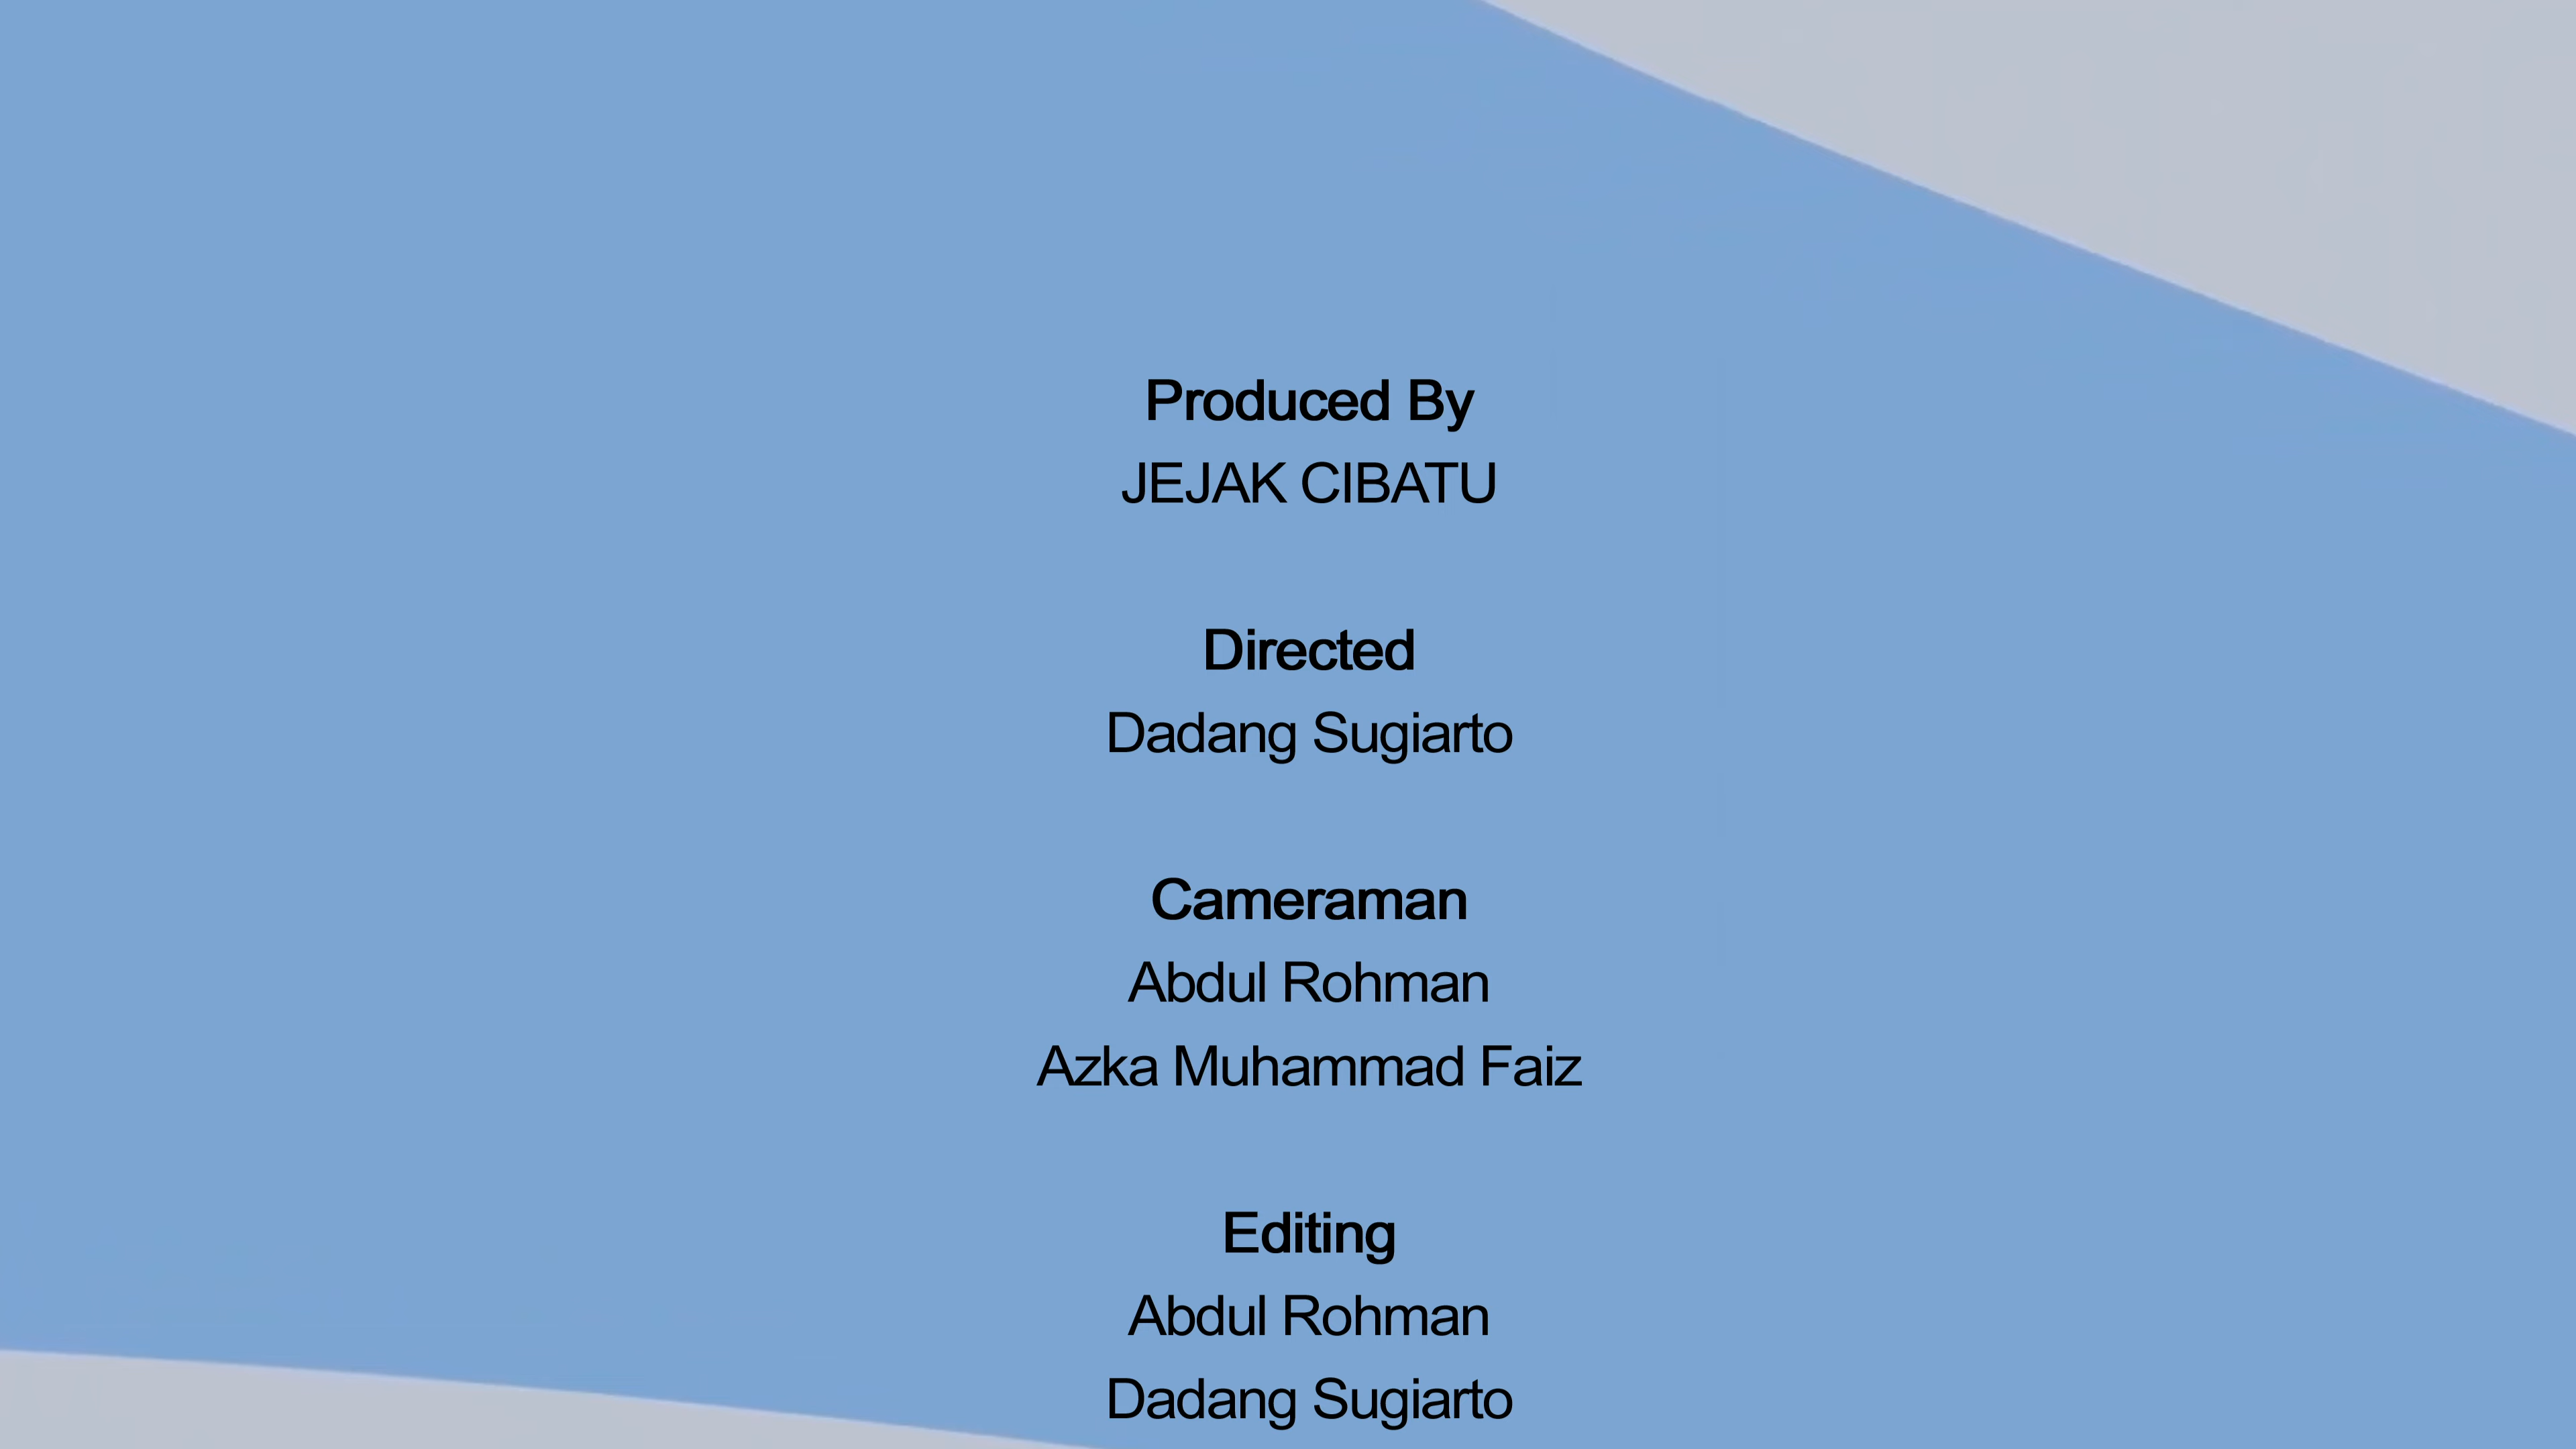 Produced By
JEJAK CIBATU
Directed
Dadang Sugiarto
Cameraman
Abdul Rohman
Azka Muhammad Faiz
Editing
Abdul Rohman
Dadang Sugiarto